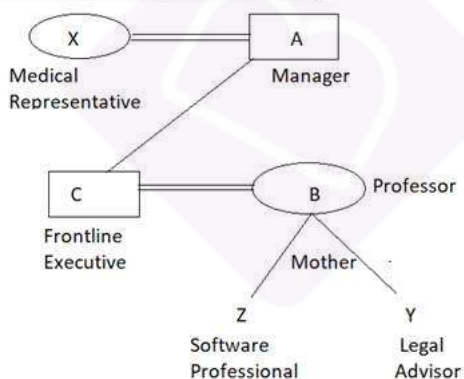 X
A
Medical
Representative
Manager
C
B
Professor
Frontline
Executive
Mother
Z
Y
Software
Professional
Legal
Advisor